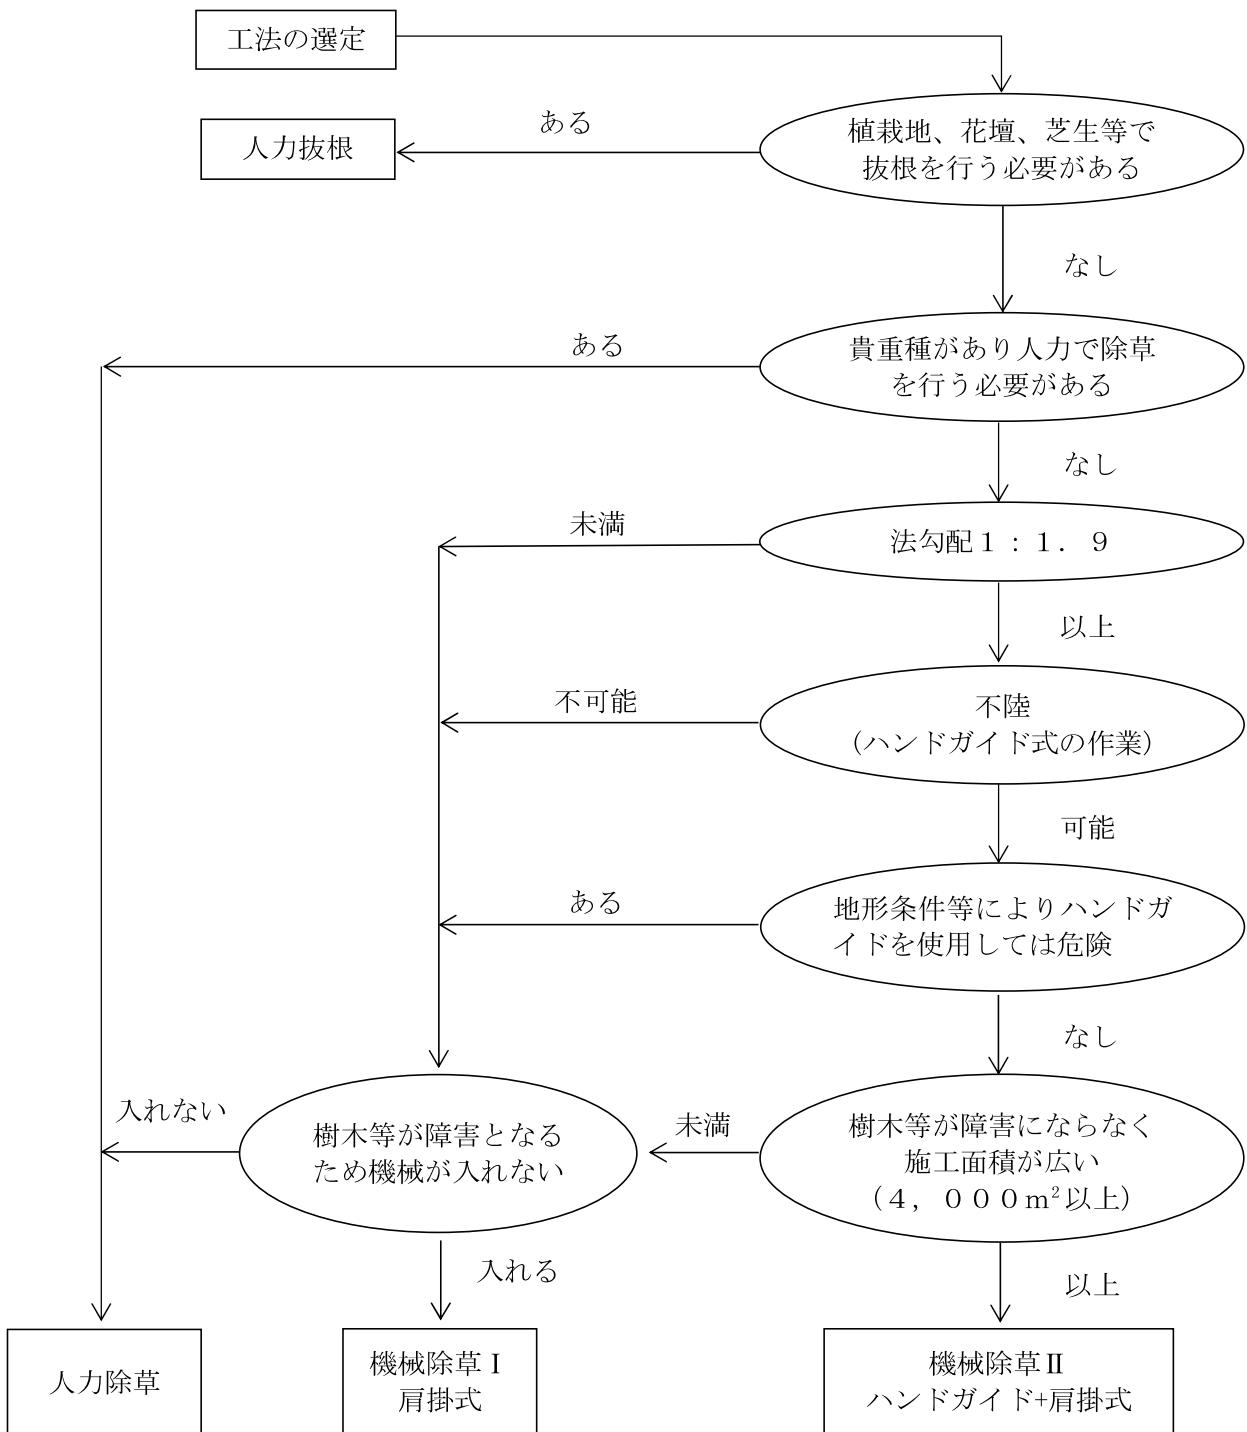 工法の選定
植栽地、花壇、芝生等で
抜根を行う必要がある
ある
人力抜根
なし
貴重種があり人力で除草
を行う必要がある
ある
なし
法勾配１：１．９
未満
以上
不陸
（ハンドガイド式の作業）
不可能
可能
地形条件等によりハンドガ
イドを使用しては危険
ある
なし
樹木等が障害にならなく
施工面積が広い
（４，０００m²以上）
未満
樹木等が障害となる
ため機械が入れない
入れない
入れる
以上
人力除草
機械除草Ⅰ
肩掛式
機械除草Ⅱ
ハンドガイド+肩掛式